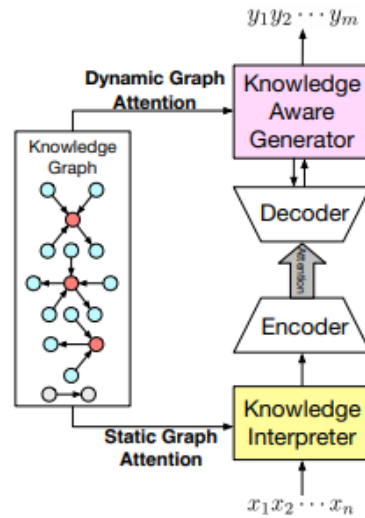 y₁y₂ ⋯ yₘ
Dynamic Graph
Attention
Knowledge
Aware
Generator
Knowledge
Graph
Decoder
Attention
Encoder
Static Graph
Attention
Knowledge
Interpreter
x₁x₂ ⋯ xₙ